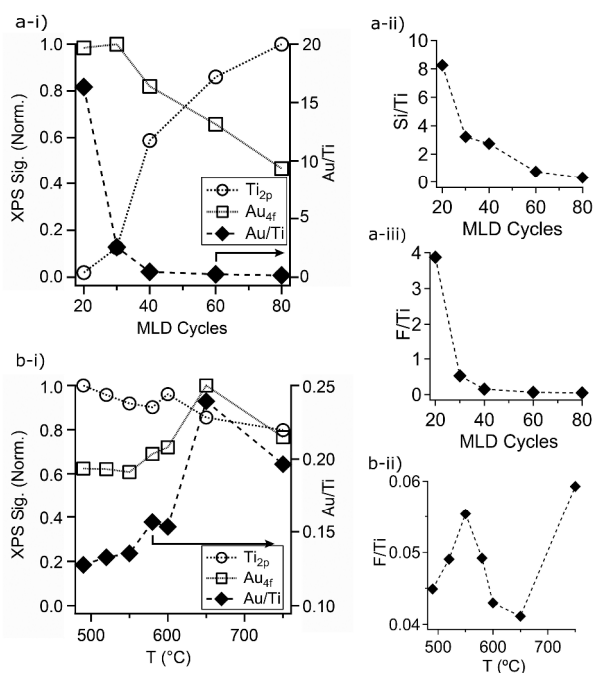 a-i)
XPS Sig. (Norm.)
1.0
0.8
0.6
0.4
0.2
0.0
20
15
10
5
0
Au/Ti
Ti2p
Au4f
Au/Ti
20 30 40 50 60 70 80
MLD Cycles
a-ii)
Si/Ti
10
8
6
4
2
0
20 40 60 80
MLD Cycles
a-iii)
F/Ti
4
3
2
1
0
20 40 60 80
MLD Cycles
b-i)
XPS Sig. (Norm.)
1.0
0.8
0.6
0.4
0.2
0.0
0.25
0.20
0.15
0.10
Au/Ti
Ti2p
Au4f
Au/Ti
500 600 700
T (°C)
b-ii)
F/Ti
0.06
0.05
0.04
500 600 700
T (ºC)